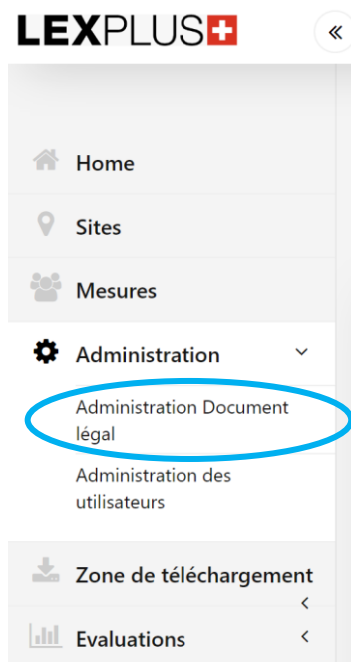 LEXPLUS
Home
Sites
Mesures
Administration
Administration Document
légal
Administration des
utilisateurs
Zone de téléchargement
Evaluations